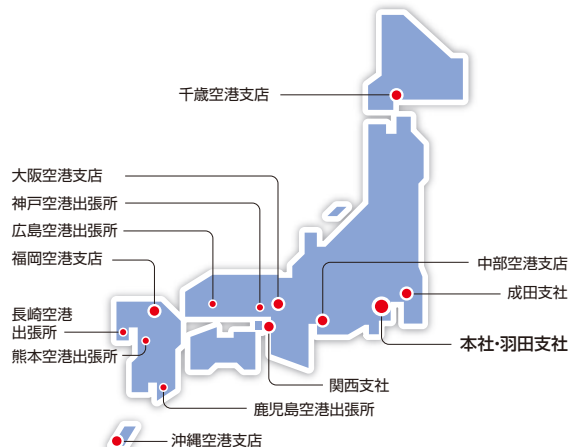 千歳空港支店
大阪空港支店
神戸空港出張所
広島空港出張所
福岡空港支店
長崎空港
出張所
熊本空港出張所
中部空港支店
成田支社
本社・羽田支社
関西支社
鹿児島空港出張所
沖縄空港支店